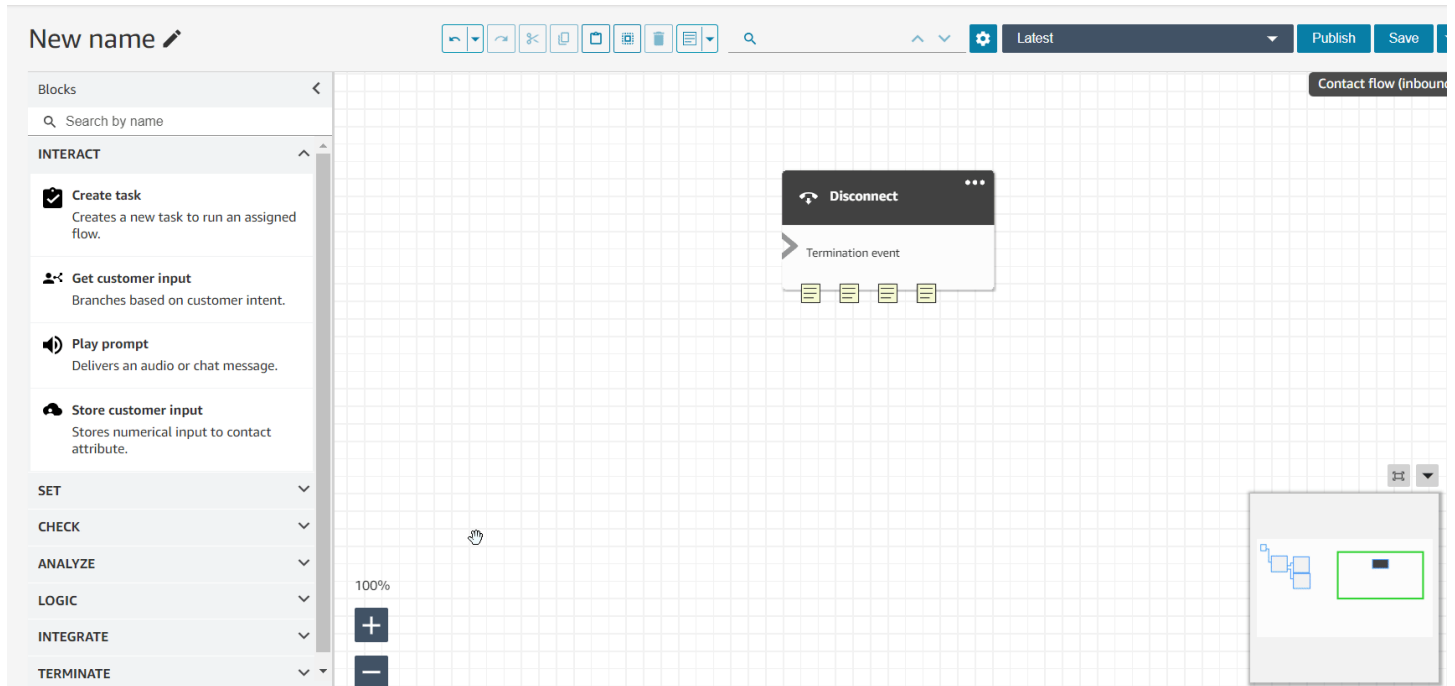 New name
Latest
Publish
Save
Blocks
Contact flow (inboun
Search by name
INTERACT
Create task
Creates a new task to run an assigned
flow.
Get customer input
Branches based on customer intent.
Play prompt
Delivers an audio or chat message.
Store customer input
Stores numerical input to contact
attribute.
SET
CHECK
ANALYZE
LOGIC
INTEGRATE
TERMINATE
Disconnect
Termination event
100%